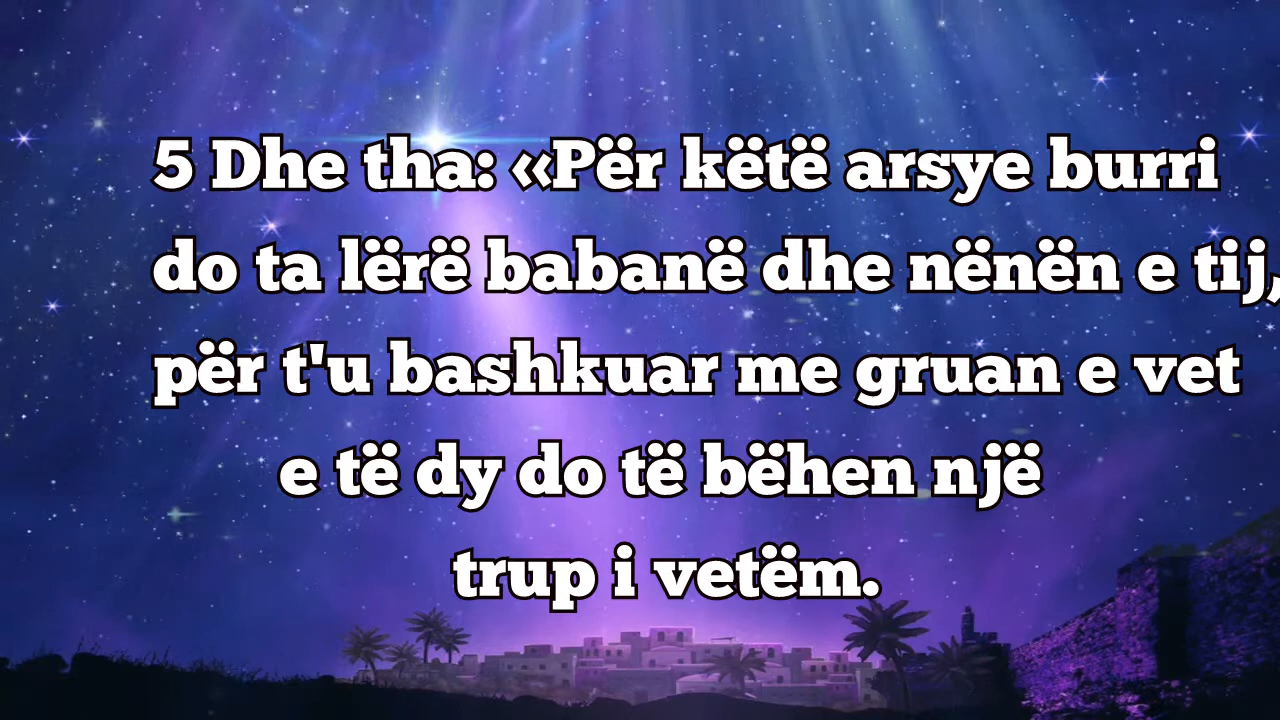 5 Dhe tha: «Për këtë arsye burri
do ta lërë babanë dhe nënën e tij,
për t'u bashkuar me gruan e vet
e të dy do të bëhen një
trup i vetëm.